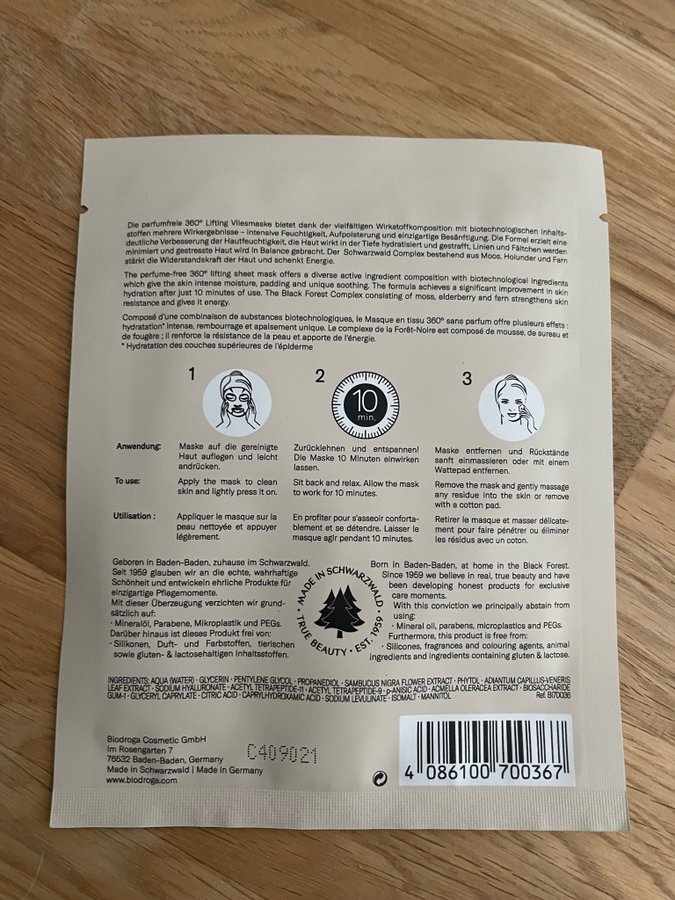 Die parfumfreie 360° Lifting Vliesmaske bietet dank der vielfältigen Wirkstoffkomposition mit biotechnologischen Inhalts-
stoffen mehrere Wirkergebnisse – intensive Feuchtigkeit, Aufpolsterung und einzigartige Besänftigung. Die Formel erzielt eine
deutliche Verbesserung der Hautfeuchtigkeit, die Haut wirkt in der Tiefe hydratisiert und gestrafft, Linien und Fältchen werden
minimiert und gestresste Haut wird in Balance gebracht. Der Schwarzwald Complex bestehend aus Moos, Holunder und Farn
stärkt die Widerstandskraft der Haut und schenkt Energie.
The perfume-free 360° lifting sheet mask offers a diverse active ingredient composition with biotechnological ingredients
which give the skin intense moisture, padding and unique soothing. The formula achieves a significant improvement in skin
hydration after just 10 minutes of use. The Black Forest Complex consisting of moss, elderberry and fern strengthens skin
resistance and gives it energy.
Composé d'une combinaison de substances biotechnologiques, le Masque en tissu 360° sans parfum offre plusieurs effets :
hydratation* intense, rembourrage et apaisement unique. Le complexe de la Forêt-Noire est composé de mousse, de sureau et
de fougère ; il renforce la résistance de la peau et apporte de l'énergie.
* Hydratation des couches supérieures de l'épiderme
1 2 3
10
min.
Anwendung:
Maske auf die gereinigte
Haut auflegen und leicht
andrücken.
Zurücklehnen und entspannen!
Die Maske 10 Minuten einwirken
lassen.
Maske entfernen und Rückstände
sanft einmassieren oder mit einem
Wattepad entfernen.
To use:
Apply the mask to clean
skin and lightly press it on.
Sit back and relax. Allow the mask
to work for 10 minutes.
Remove the mask and gently massage
any residue into the skin or remove
with a cotton pad.
Utilisation :
Appliquer le masque sur la
peau nettoyée et appuyer
légèrement.
En profiter pour s'asseoir conforta-
blement et se détendre. Laisser le
masque agir pendant 10 minutes.
Retirer le masque et masser délicate-
ment pour faire pénétrer ou éliminer
les résidus avec un coton.
Geboren in Baden-Baden, zuhause im Schwarzwald.
Seit 1959 glauben wir an die echte, wahrhaftige
Schönheit und entwickeln ehrliche Produkte für
einzigartige Pflegemomente.
Mit dieser Überzeugung verzichten wir grund-
sätzlich auf:
• Mineralöl, Parabene, Mikroplastik und PEGs.
Darüber hinaus ist dieses Produkt frei von:
• Silikonen, Duft- und Farbstoffen, tierischen
sowie gluten- & lactosehaltigen Inhaltsstoffen.
• MADE IN SCHWARZWALD •
TRUE BEAUTY • EST. 1959
Born in Baden-Baden, at home in the Black Forest.
Since 1959 we believe in real, true beauty and have
been developing honest products for exclusive
care moments.
With this conviction we principally abstain from
using:
• Mineral oil, parabens, microplastics and PEGs.
Furthermore, this product is free from:
• Silicones, fragrances and colouring agents, animal
ingredients and ingredients containing gluten & lactose.
INGREDIENTS: AQUA (WATER) • GLYCERIN • PENTYLENE GLYCOL • PROPANEDIOL • SAMBUCUS NIGRA FLOWER EXTRACT • PHYTOL • ADIANTUM CAPILLUS-VENERIS
LEAF EXTRACT • SODIUM HYALURONATE • ACETYL TETRAPEPTIDE-11 • ACETYL TETRAPEPTIDE-9 • p-ANISIC ACID • ACMELLA OLERACEA EXTRACT • BIOSACCHARIDE
GUM-1 • GLYCERYL CAPRYLATE • CITRIC ACID • CAPRYLHYDROXAMIC ACID • SODIUM LEVULINATE • ISOMALT • MANNITOL
Ref. BI70036
Biodroga Cosmetic GmbH
Im Rosengarten 7
76532 Baden-Baden, Germany
Made in Schwarzwald | Made in Germany
www.biodroga.com
C409021
4 086100 700367